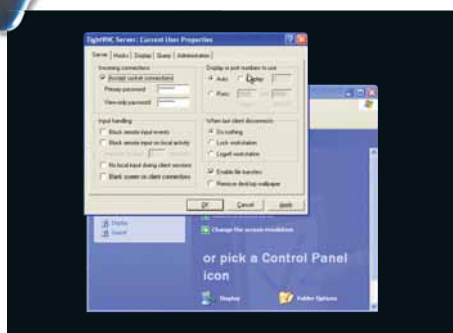 TightVNC Server: Current User Properties
Server Hooks Display Query Administration
Incoming connections
Accept socket connections
Primary password:
View-only password:
Display or port numbers to use
Auto Display:
Ports:
Input handling
Block remote input events
Block remote input on local activity
No local input during client sessions
Blank screen on client connections
When last client disconnects
Do nothing
Lock workstation
Logoff workstation
Enable file transfers
Remove desktop wallpaper
OK Cancel Apply
Display
Sound
Change the screen resolution
or pick a Control Panel
icon
Display Folder Options